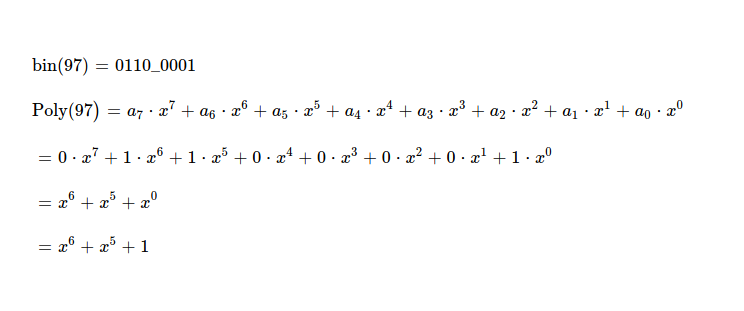 bin(97) = 0110_0001
Poly(97) = a₇ · x⁷ + a₆ · x⁶ + a₅ · x⁵ + a₄ · x⁴ + a₃ · x³ + a₂ · x² + a₁ · x¹ + a₀ · x⁰
= 0 · x⁷ + 1 · x⁶ + 1 · x⁵ + 0 · x⁴ + 0 · x³ + 0 · x² + 0 · x¹ + 1 · x⁰
= x⁶ + x⁵ + x⁰
= x⁶ + x⁵ + 1